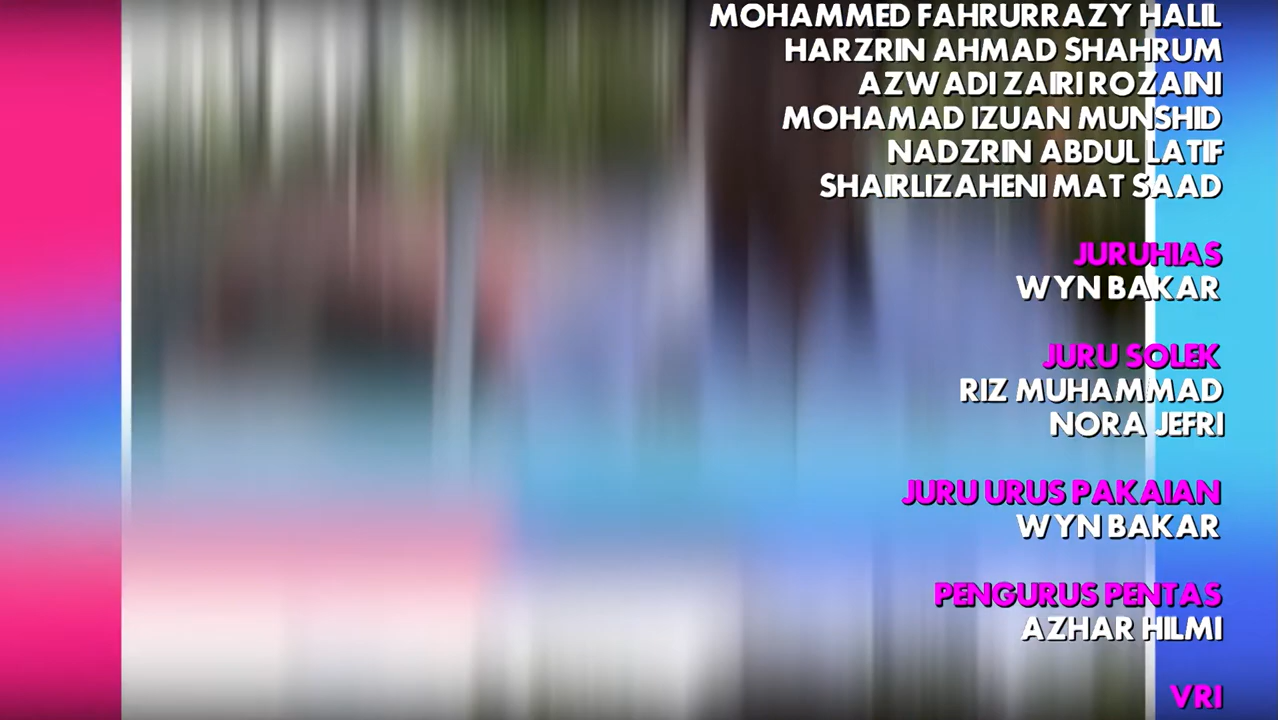 MOHAMMED FAHRURRAZY HALIL
HARZRIN AHMAD SHAHRUM
AZWADI ZAIRI ROZAINI
MOHAMAD IZUAN MUNSHID
NADZRIN ABDUL LATIF
SHAIRLIZAHENI MAT SAAD
JURUHIAS
WYN BAKAR
JURU SOLEK
RIZ MUHAMMAD
NORA JEFRI
JURU URUS PAKAIAN
WYN BAKAR
PENGURUS PENTAS
AZHAR HILMI
VRI